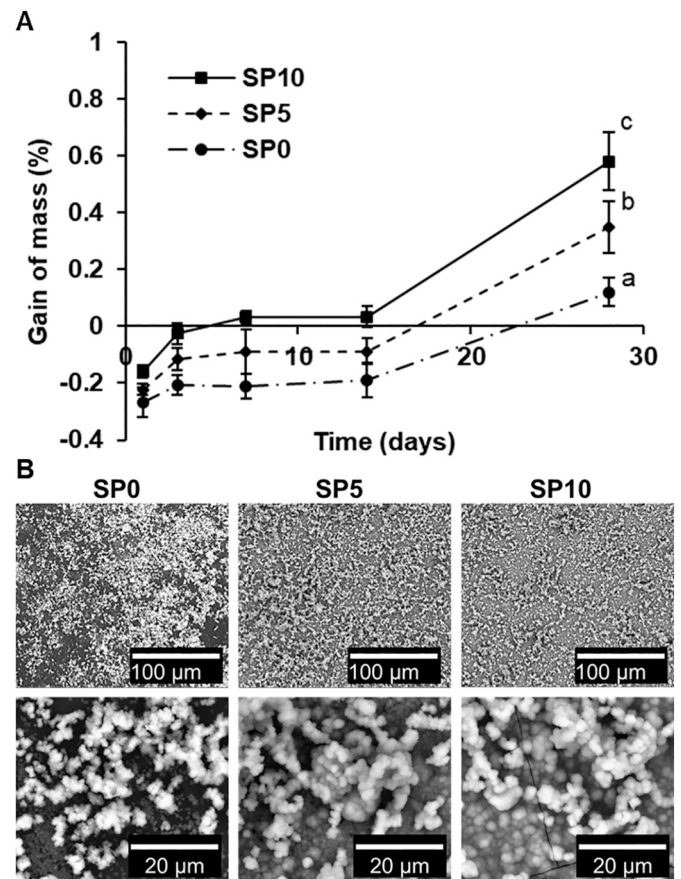 A
1
0.8
0.6
0.4
0.2
0
-0.2
-0.4
Gain of mass (%)
SP10
SP5
SP0
c
b
a
0 10 20 30
Time (days)
B
SP0 SP5 SP10
100 µm 100 µm 100 µm
20 µm 20 µm 20 µm